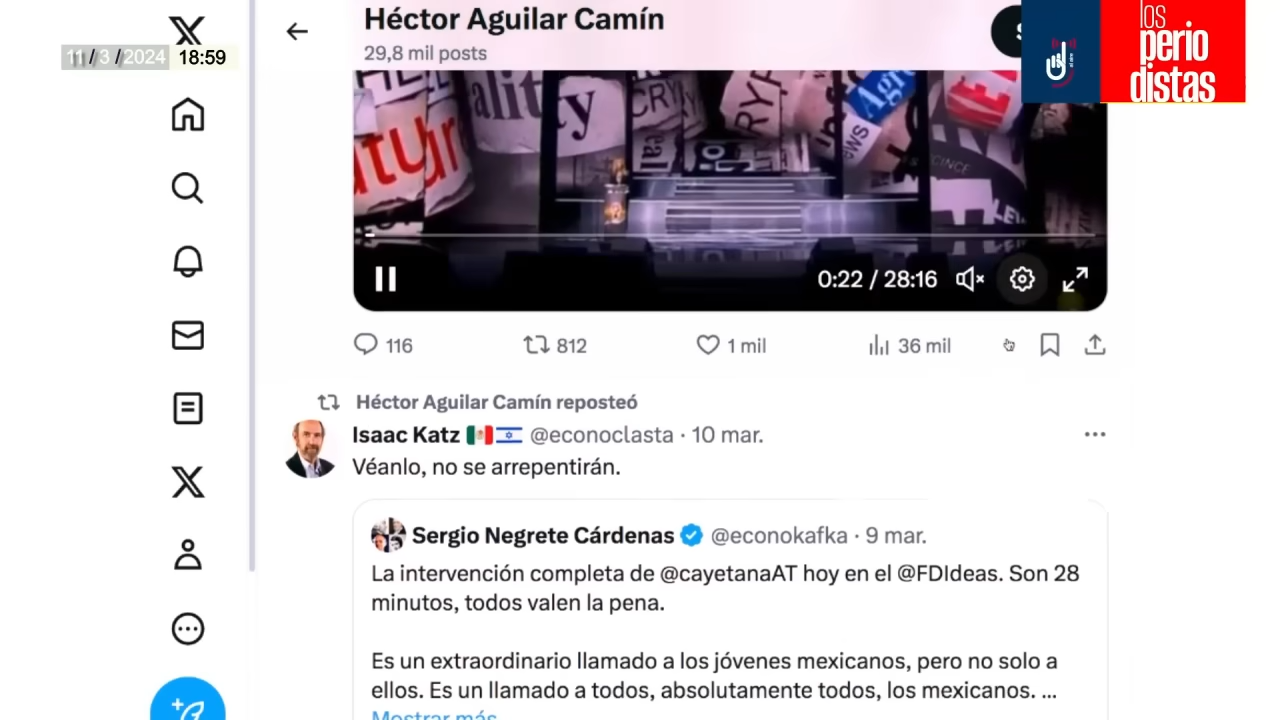 11/3/2024 18:59
Héctor Aguilar Camín
29,8 mil posts
los
perio
distas
ality
CRY
Agr
0:22 / 28:16
116
812
1 mil
36 mil
Héctor Aguilar Camín reposteó
Isaac Katz @econoclasta · 10 mar.
Véanlo, no se arrepentirán.
Sergio Negrete Cárdenas @econokafka · 9 mar.
La intervención completa de @cayetanaAT hoy en el @FDIdeas. Son 28
minutos, todos valen la pena.
Es un extraordinario llamado a los jóvenes mexicanos, pero no solo a
ellos. Es un llamado a todos, absolutamente todos, los mexicanos. ...
Mostrar más